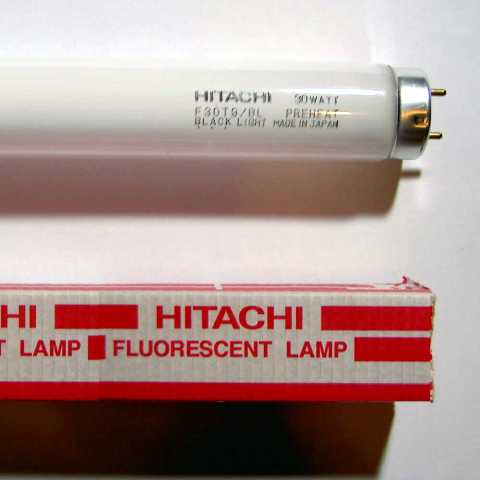 HITACHI 30WATT
F30T8/BL PREHEAT
BLACK LIGHT MADE IN JAPAN
HI HITACHI
T LAMP FLUORESCENT LAMP